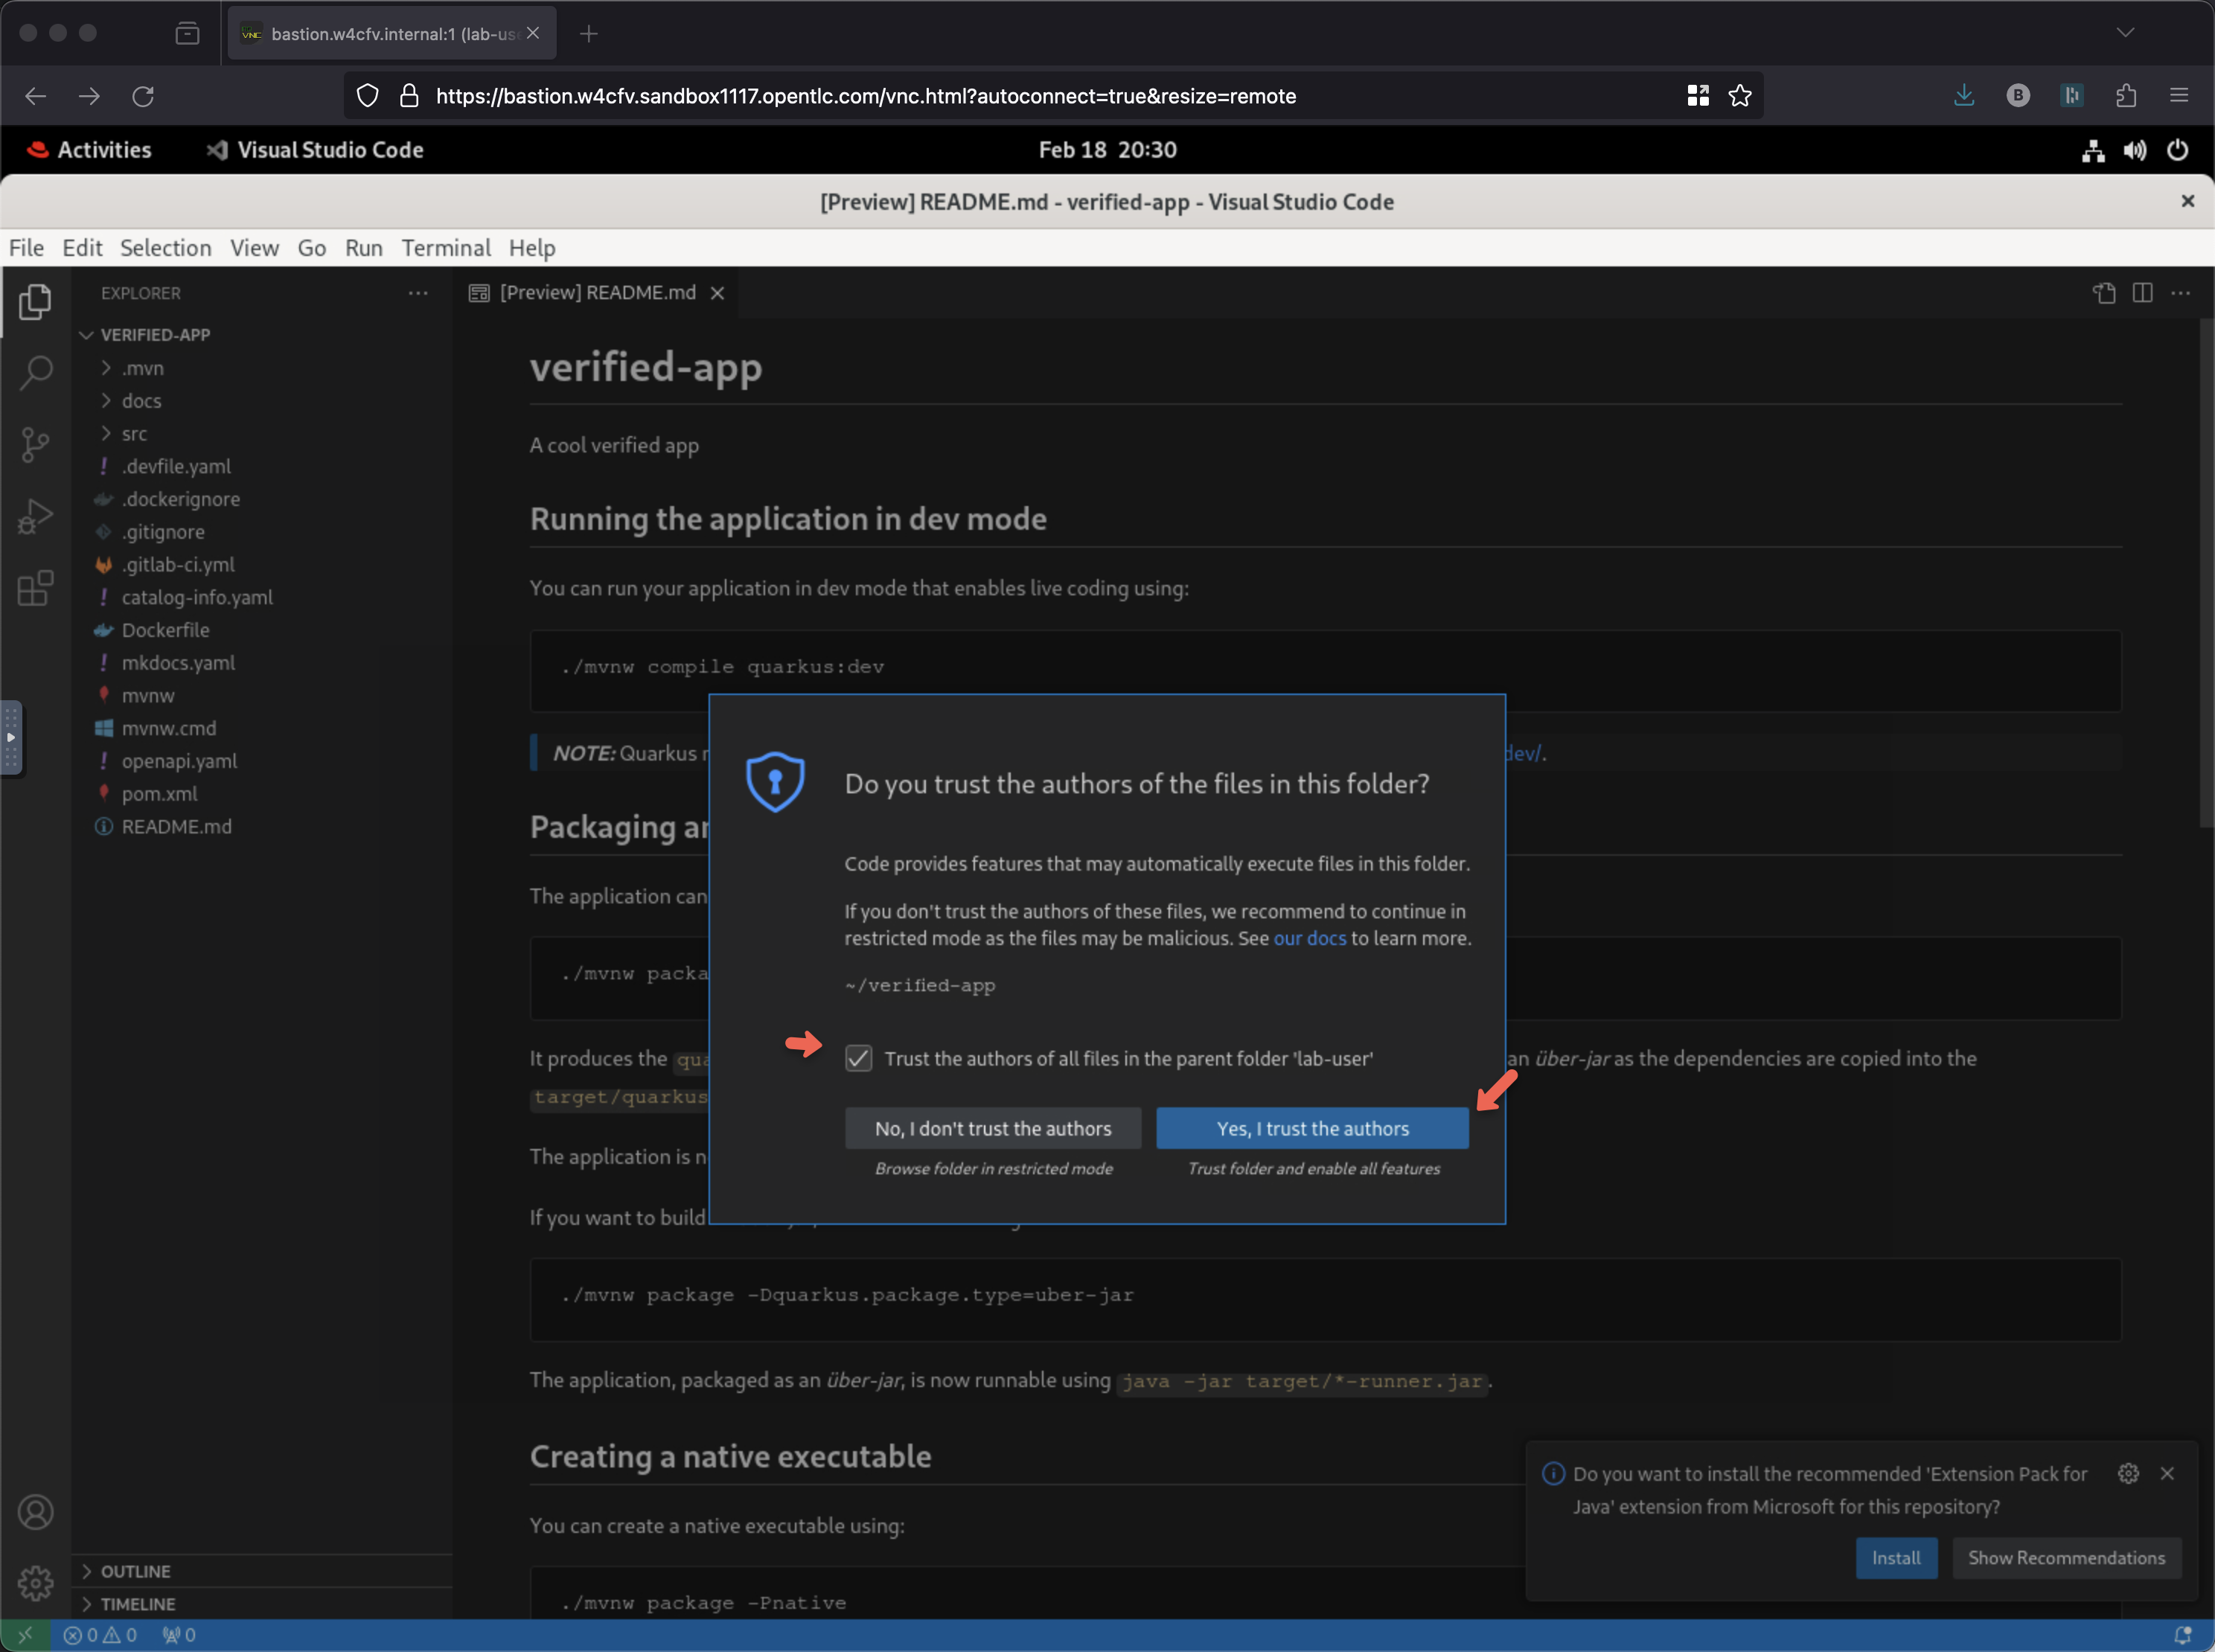 bastion.w4cfv.internal:1 (lab-us
https://bastion.w4cfv.sandbox1117.opentlc.com/vnc.html?autoconnect=true&resize=remote
B
Activities
Visual Studio Code
Feb 18 20:30
[Preview] README.md - verified-app - Visual Studio Code
File Edit Selection View Go Run Terminal Help
EXPLORER
VERIFIED-APP
.mvn
docs
src
.devfile.yaml
.dockerignore
.gitignore
.gitlab-ci.yml
catalog-info.yaml
Dockerfile
mkdocs.yaml
mvnw
mvnw.cmd
openapi.yaml
pom.xml
README.md
OUTLINE
TIMELINE
[Preview] README.md
verified-app
A cool verified app
Running the application in dev mode
You can run your application in dev mode that enables live coding using:
./mvnw compile quarkus:dev
NOTE: Quarkus
dev/.
Packaging
The application can
./mvnw packa
It produces the qua
an über-jar as the dependencies are copied into the
target/quarkus
The application is
If you want to build
./mvnw package -Dquarkus.package.type=uber-jar
The application, packaged as an über-jar, is now runnable using java -jar target/*-runner.jar.
Creating a native executable
You can create a native executable using:
./mvnw package -Pnative
Do you trust the authors of the files in this folder?
Code provides features that may automatically execute files in this folder.
If you don't trust the authors of these files, we recommend to continue in
restricted mode as the files may be malicious. See our docs to learn more.
~/verified-app
Trust the authors of all files in the parent folder 'lab-user'
No, I don't trust the authors
Yes, I trust the authors
Browse folder in restricted mode
Trust folder and enable all features
Do you want to install the recommended 'Extension Pack for
Java' extension from Microsoft for this repository?
Install
Show Recommendations
0 0 0